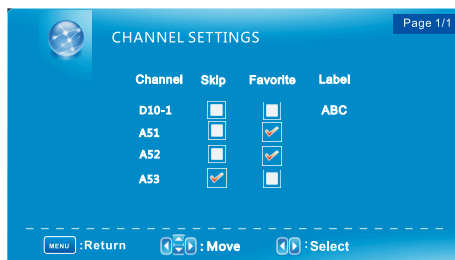 Page 1/1
CHANNEL SETTINGS
Channel Skip Favorite Label
D10-1 ABC
A51
A52
A53
MENU :Return : Move : Select